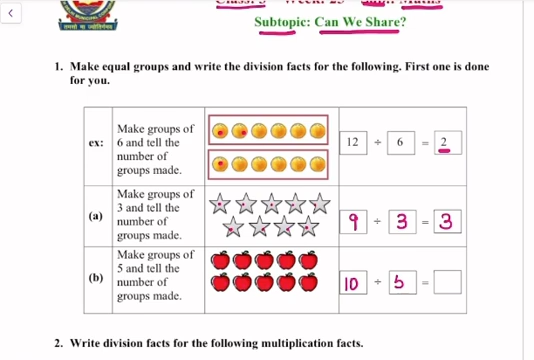 Subtopic: Can We Share?
1. Make equal groups and write the division facts for the following. First one is done
for you.
ex:
Make groups of
6 and tell the
number of
groups made.
12 ÷ 6 = 2
(a)
Make groups of
3 and tell the
number of
groups made.
9 ÷ 3 = 3
(b)
Make groups of
5 and tell the
number of
groups made.
10 ÷ 5 =
2. Write division facts for the following multiplication facts.